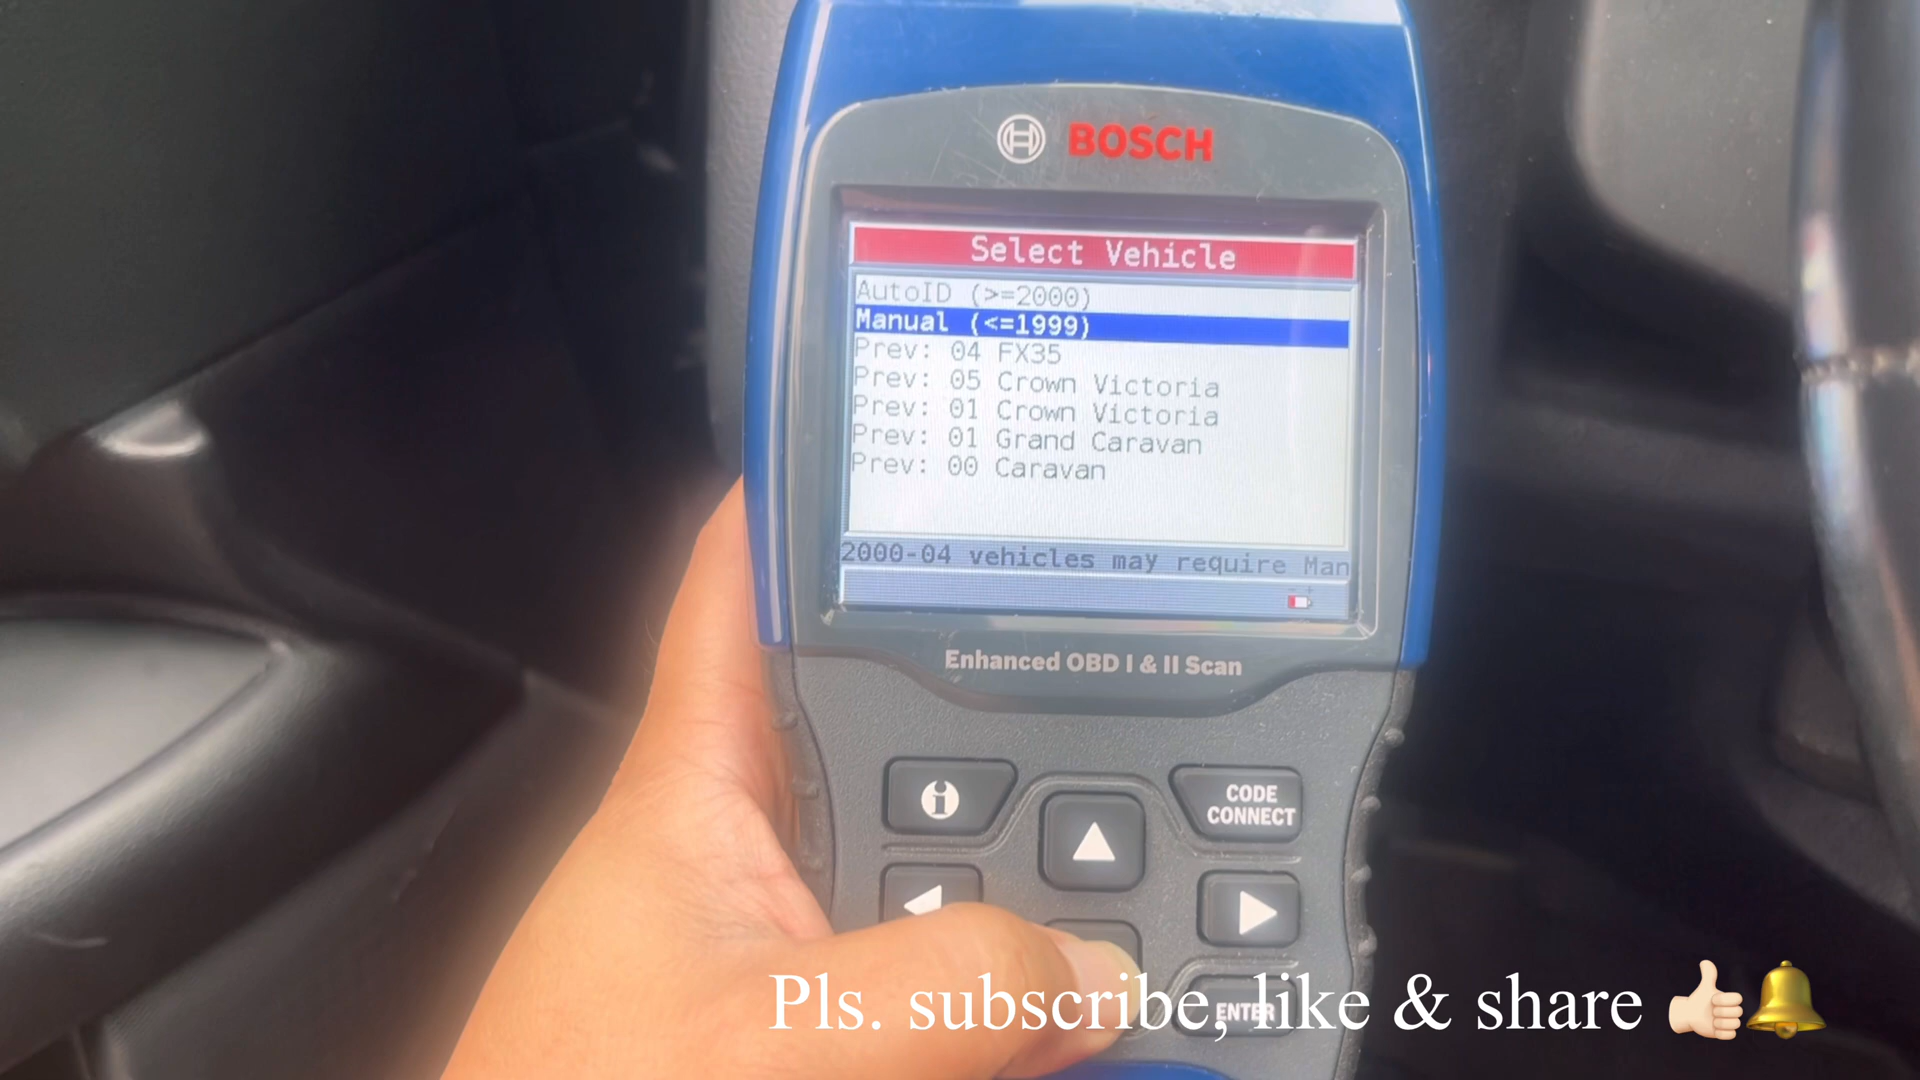 BOSCH
Select Vehicle
AutoID (>=2000)
Manual (<=1999)
Prev: 04 FX35
Prev: 05 Crown Victoria
Prev: 01 Crown Victoria
Prev: 01 Grand Caravan
Prev: 00 Caravan
2000-04 vehicles may require Man
Enhanced OBD I & II Scan
CODE
CONNECT
ENTER
Pls. subscribe, like & share 👍🏻🔔